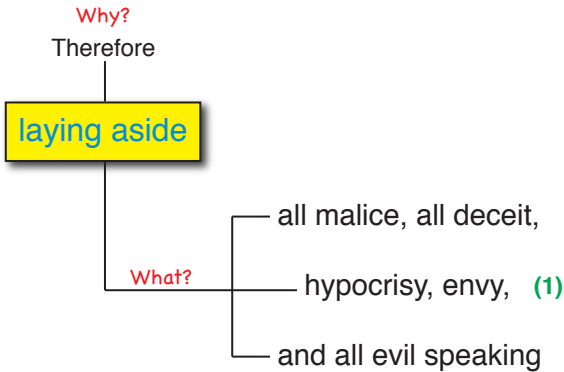 Why?
Therefore
laying aside
all malice, all deceit,
What?
hypocrisy, envy, (1)
and all evil speaking